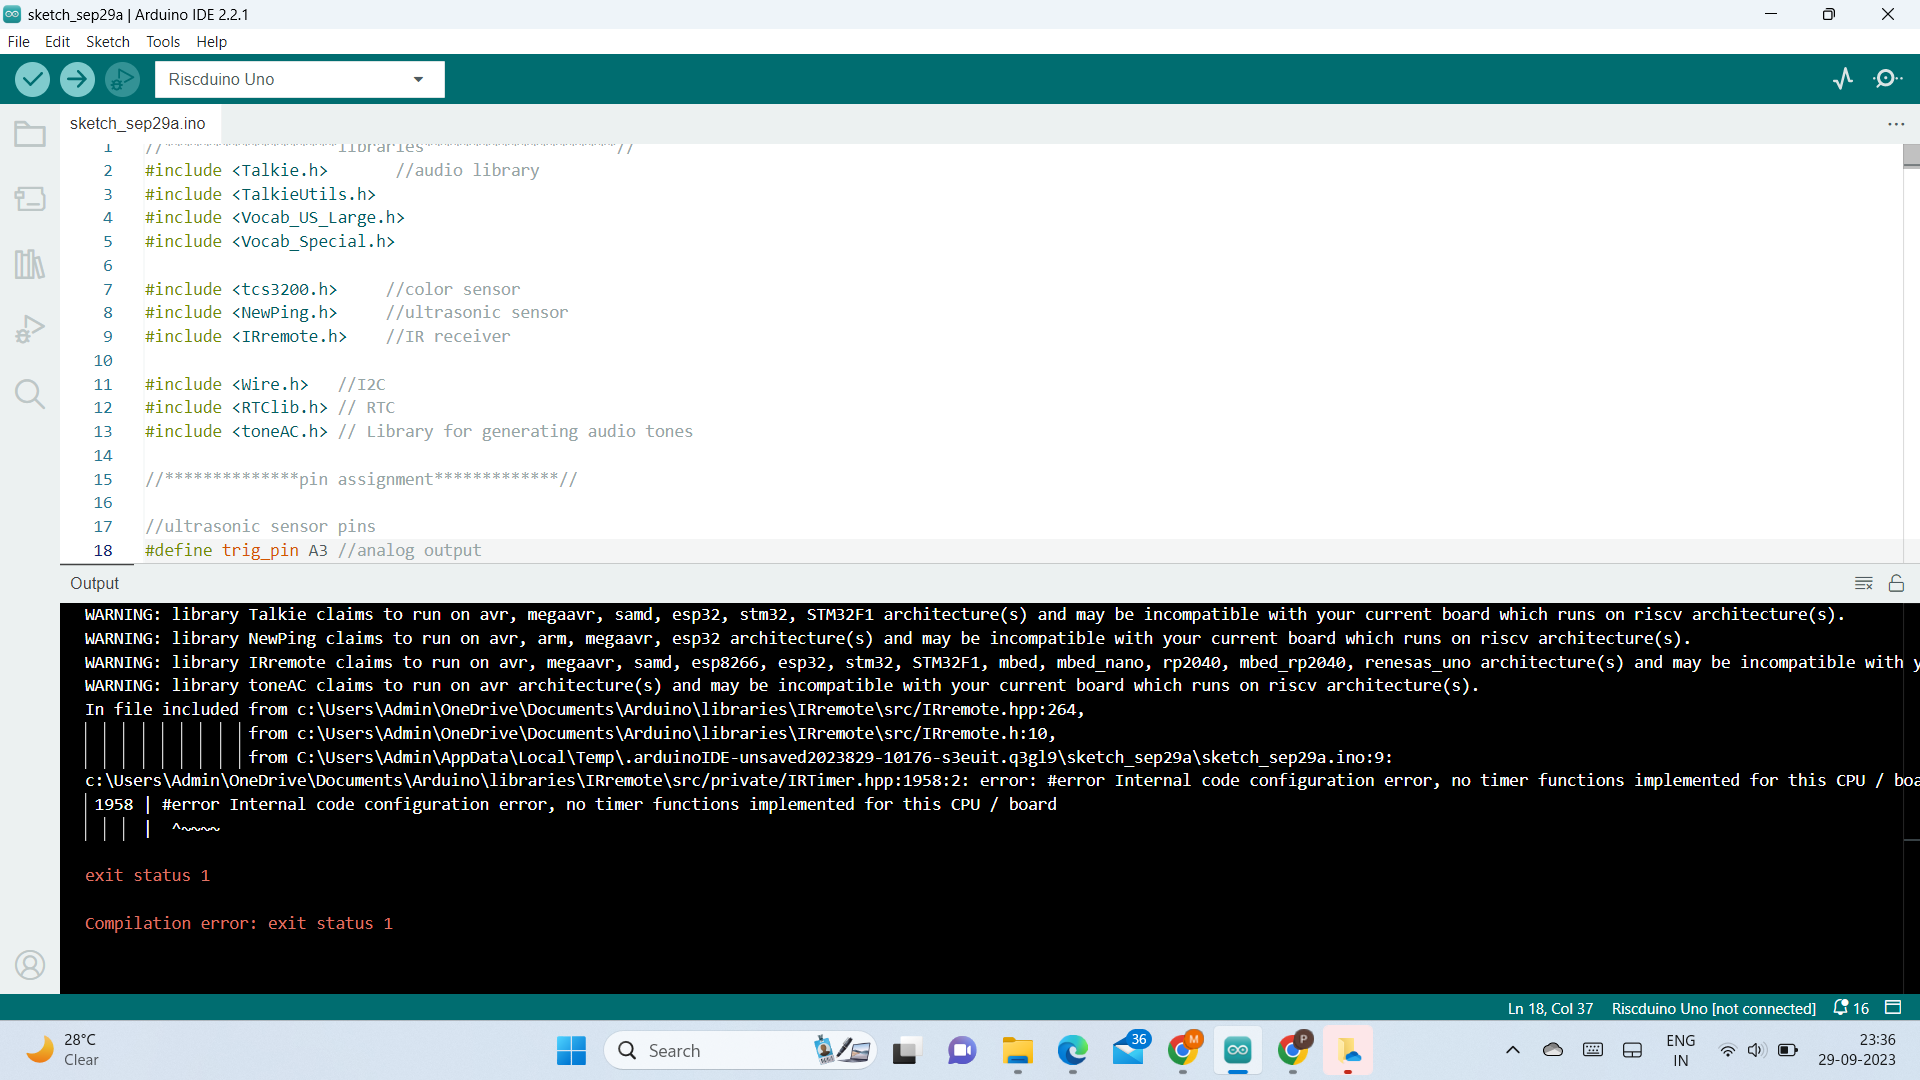 sketch_sep29a | Arduino IDE 2.2.1
File Edit Sketch Tools Help
Riscduino Uno
sketch_sep29a.ino
1 //******************libraries********************//
2 #include <Talkie.h> //audio library
3 #include <TalkieUtils.h>
4 #include <Vocab_US_Large.h>
5 #include <Vocab_Special.h>
6
7 #include <tcs3200.h> //color sensor
8 #include <NewPing.h> //ultrasonic sensor
9 #include <IRremote.h> //IR receiver
10
11 #include <Wire.h> //I2C
12 #include <RTClib.h> // RTC
13 #include <toneAC.h> // Library for generating audio tones
14
15 //**************pin assignment*************//
16
17 //ultrasonic sensor pins
18 #define trig_pin A3 //analog output
Output
WARNING: library Talkie claims to run on avr, megaavr, samd, esp32, stm32, STM32F1 architecture(s) and may be incompatible with your current board which runs on riscv architecture(s).
WARNING: library NewPing claims to run on avr, arm, megaavr, esp32 architecture(s) and may be incompatible with your current board which runs on riscv architecture(s).
WARNING: library IRremote claims to run on avr, megaavr, samd, esp8266, esp32, stm32, STM32F1, mbed, mbed_nano, rp2040, mbed_rp2040, renesas_uno architecture(s) and may be incompatible with y
WARNING: library toneAC claims to run on avr architecture(s) and may be incompatible with your current board which runs on riscv architecture(s).
In file included from c:\Users\Admin\OneDrive\Documents\Arduino\libraries\IRremote\src/IRremote.hpp:264,
from c:\Users\Admin\OneDrive\Documents\Arduino\libraries\IRremote\src/IRremote.h:10,
from C:\Users\Admin\AppData\Local\Temp\.arduinoIDE-unsaved2023829-10176-s3euit.q3gl9\sketch_sep29a\sketch_sep29a.ino:9:
c:\Users\Admin\OneDrive\Documents\Arduino\libraries\IRremote\src/private/IRTimer.hpp:1958:2: error: #error Internal code configuration error, no timer functions implemented for this CPU / boa
1958 | #error Internal code configuration error, no timer functions implemented for this CPU / board
| ^~~~~
exit status 1
Compilation error: exit status 1
Ln 18, Col 37 Riscduino Uno [not connected] 16
28°C
Clear
Search
36
M
P
ENG
IN
23:36
29-09-2023